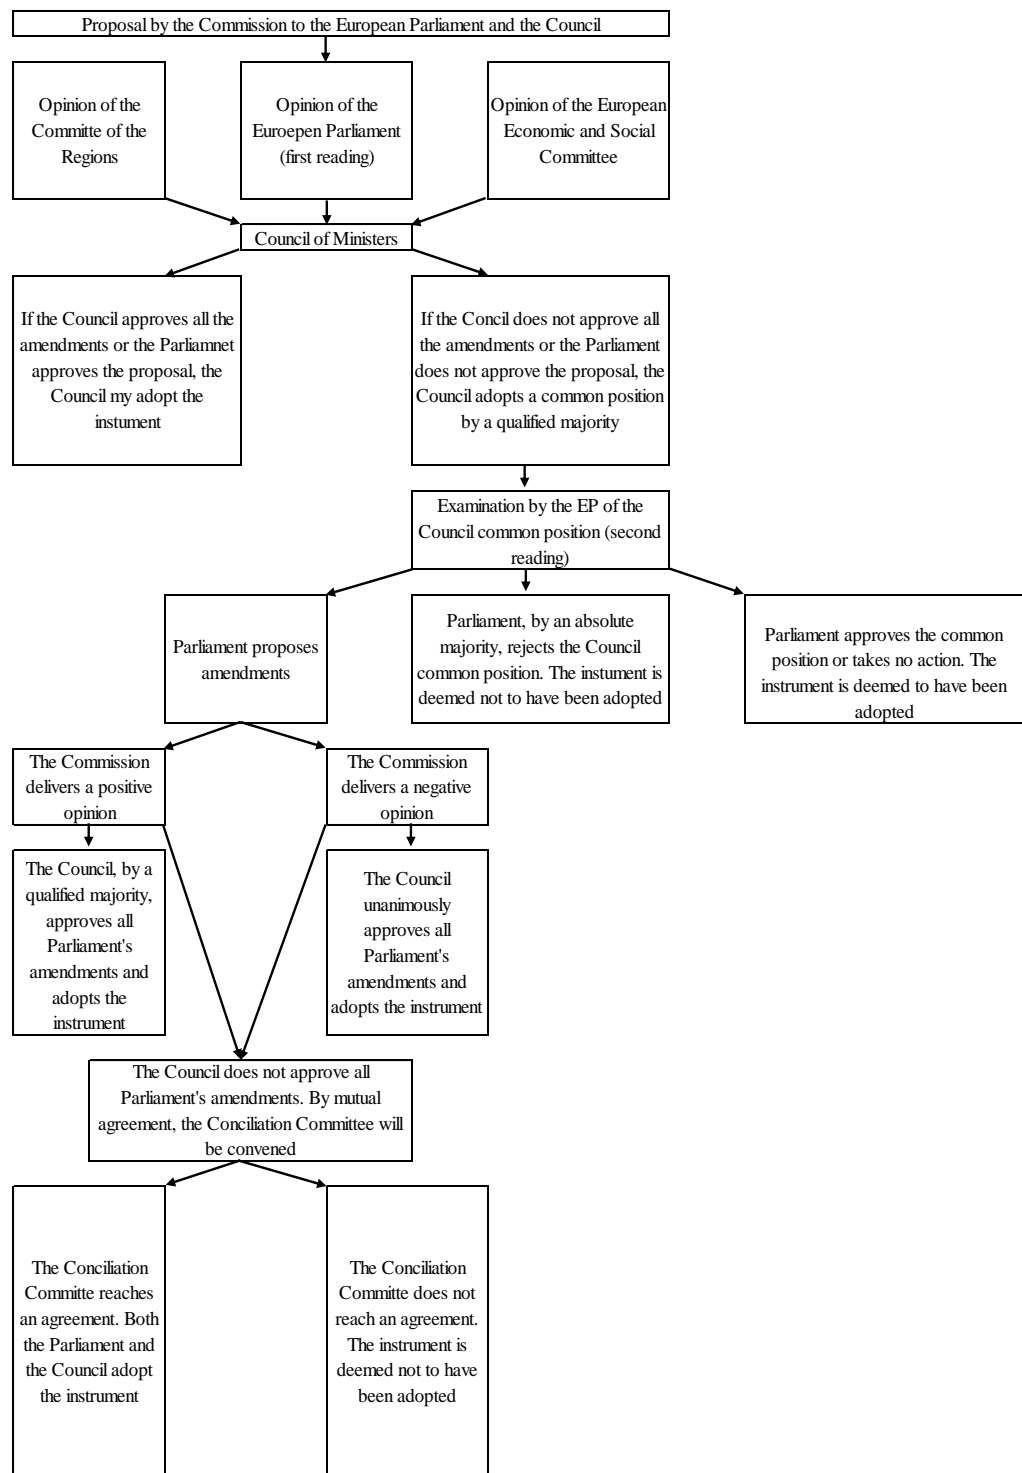 Proposal by the Commission to the European Parliament and the Council
Opinion of the
Committe of the
Regions
Opinion of the
Euroepen Parliament
(first reading)
Opinion of the European
Economic and Social
Committee
Council of Ministers
If the Council approves all the
amendments or the Parliamnet
approves the proposal, the
Council my adopt the
instument
If the Concil does not approve all
the amendments or the Parliament
does not approve the proposal, the
Council adopts a common position
by a qualified majority
Examination by the EP of the
Council common position (second
reading)
Parliament proposes
amendments
Parliament, by an absolute
majority, rejects the Council
common position. The instument is
deemed not to have been adopted
Parliament approves the common
position or takes no action. The
instrument is deemed to have been
adopted
The Commission
delivers a positive
opinion
The Commission
delivers a negative
opinion
The Council, by a
qualified majority,
approves all
Parliament's
amendments and
adopts the
instrument
The Council
unanimously
approves all
Parliament's
amendments and
adopts the instrument
The Council does not approve all
Parliament's amendments. By mutual
agreement, the Conciliation Committee will
be convened
The Conciliation
Committe reaches
an agreement. Both
the Parliament and
the Council adopt
the instrument
The Conciliation
Committe does not
reach an agreement.
The instrument is
deemed not to have
been adopted